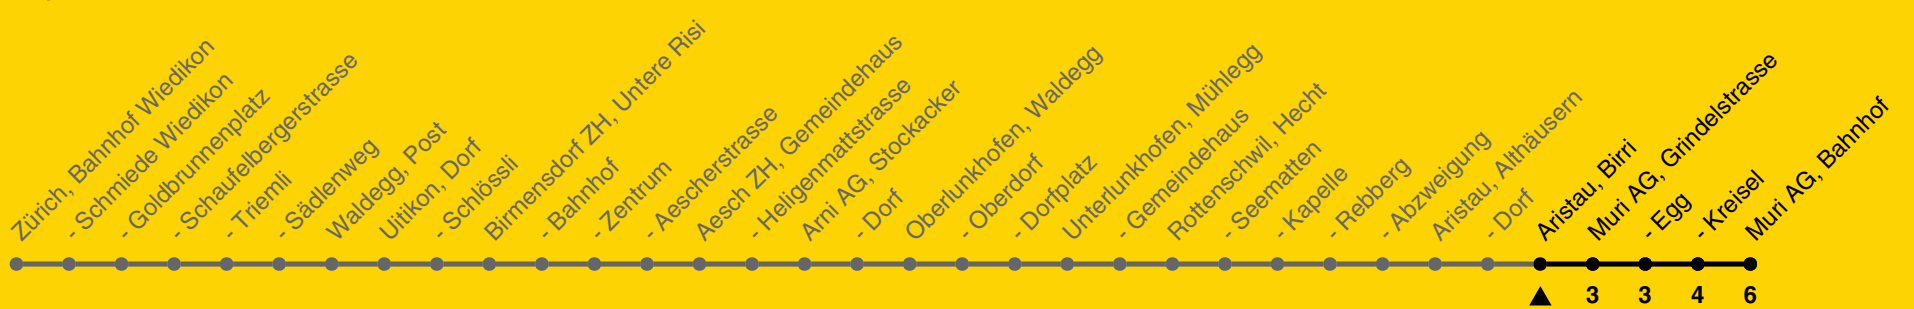 Zürich, Bahnhof Wiedikon
- Schmiede Wiedikon
- Goldbrunnenplatz
- Schaufelbergerstrasse
- Triemli
- Sädlenweg
Waldegg, Post
Uitikon, Dorf
- Schlössli
Birmensdorf ZH, Untere Risi
- Bahnhof
- Zentrum
- Aescherstrasse
Aesch ZH, Gemeindehaus
- Heligenmattstrasse
Arni AG, Stockacker
- Dorf
Oberlunkhofen, Waldegg
- Oberdorf
- Dorfplatz
Unterlunkhofen, Mühlegg
- Gemeindehaus
Rottenschwil, Hecht
- Seematten
- Kapelle
- Rebberg
- Abzweigung
Aristau, Althäusern
- Dorf
Aristau, Birri
Muri AG, Grindelstrasse
- Egg
- Kreisel
Muri AG, Bahnhof
3 3 4 6